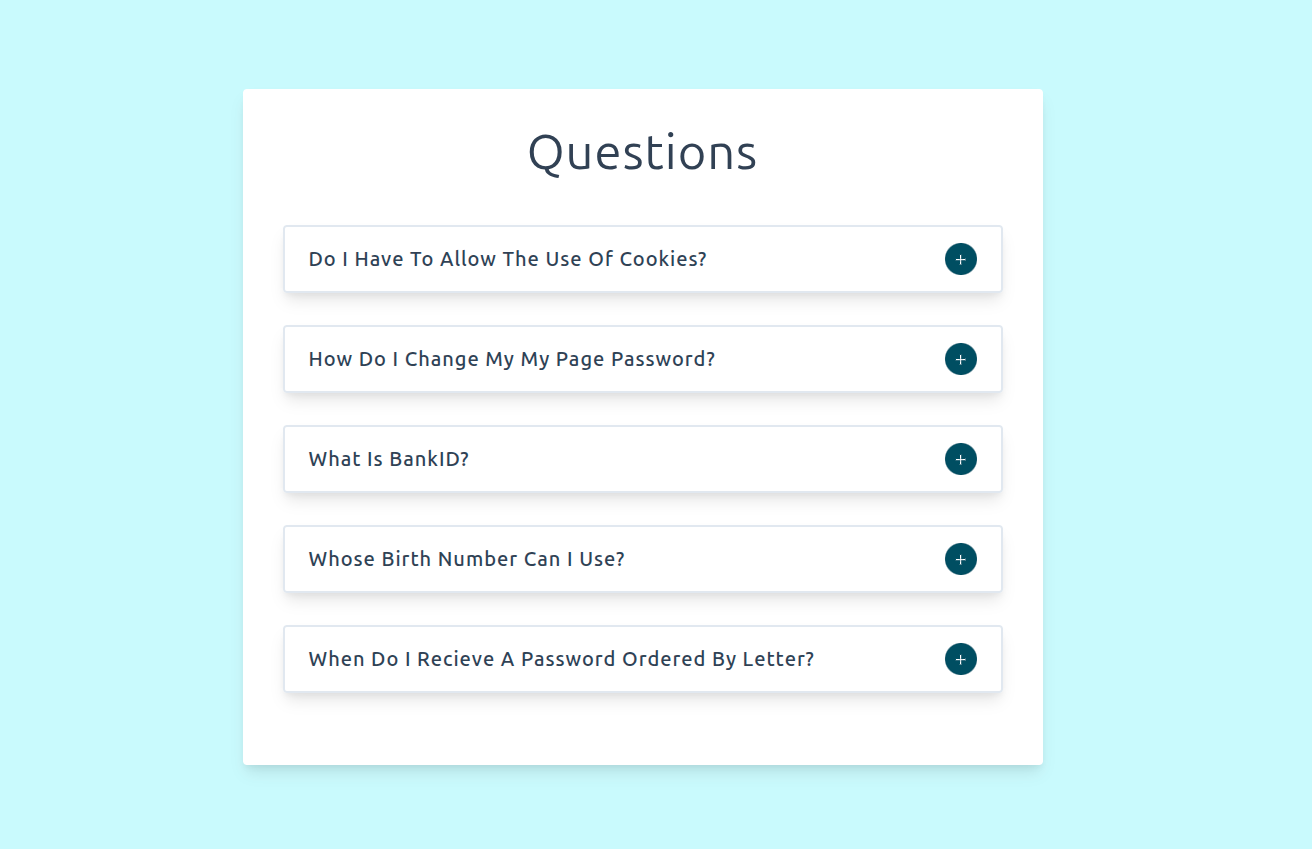 Questions
Do I Have To Allow The Use Of Cookies?
How Do I Change My My Page Password?
What Is BankID?
Whose Birth Number Can I Use?
When Do I Recieve A Password Ordered By Letter?